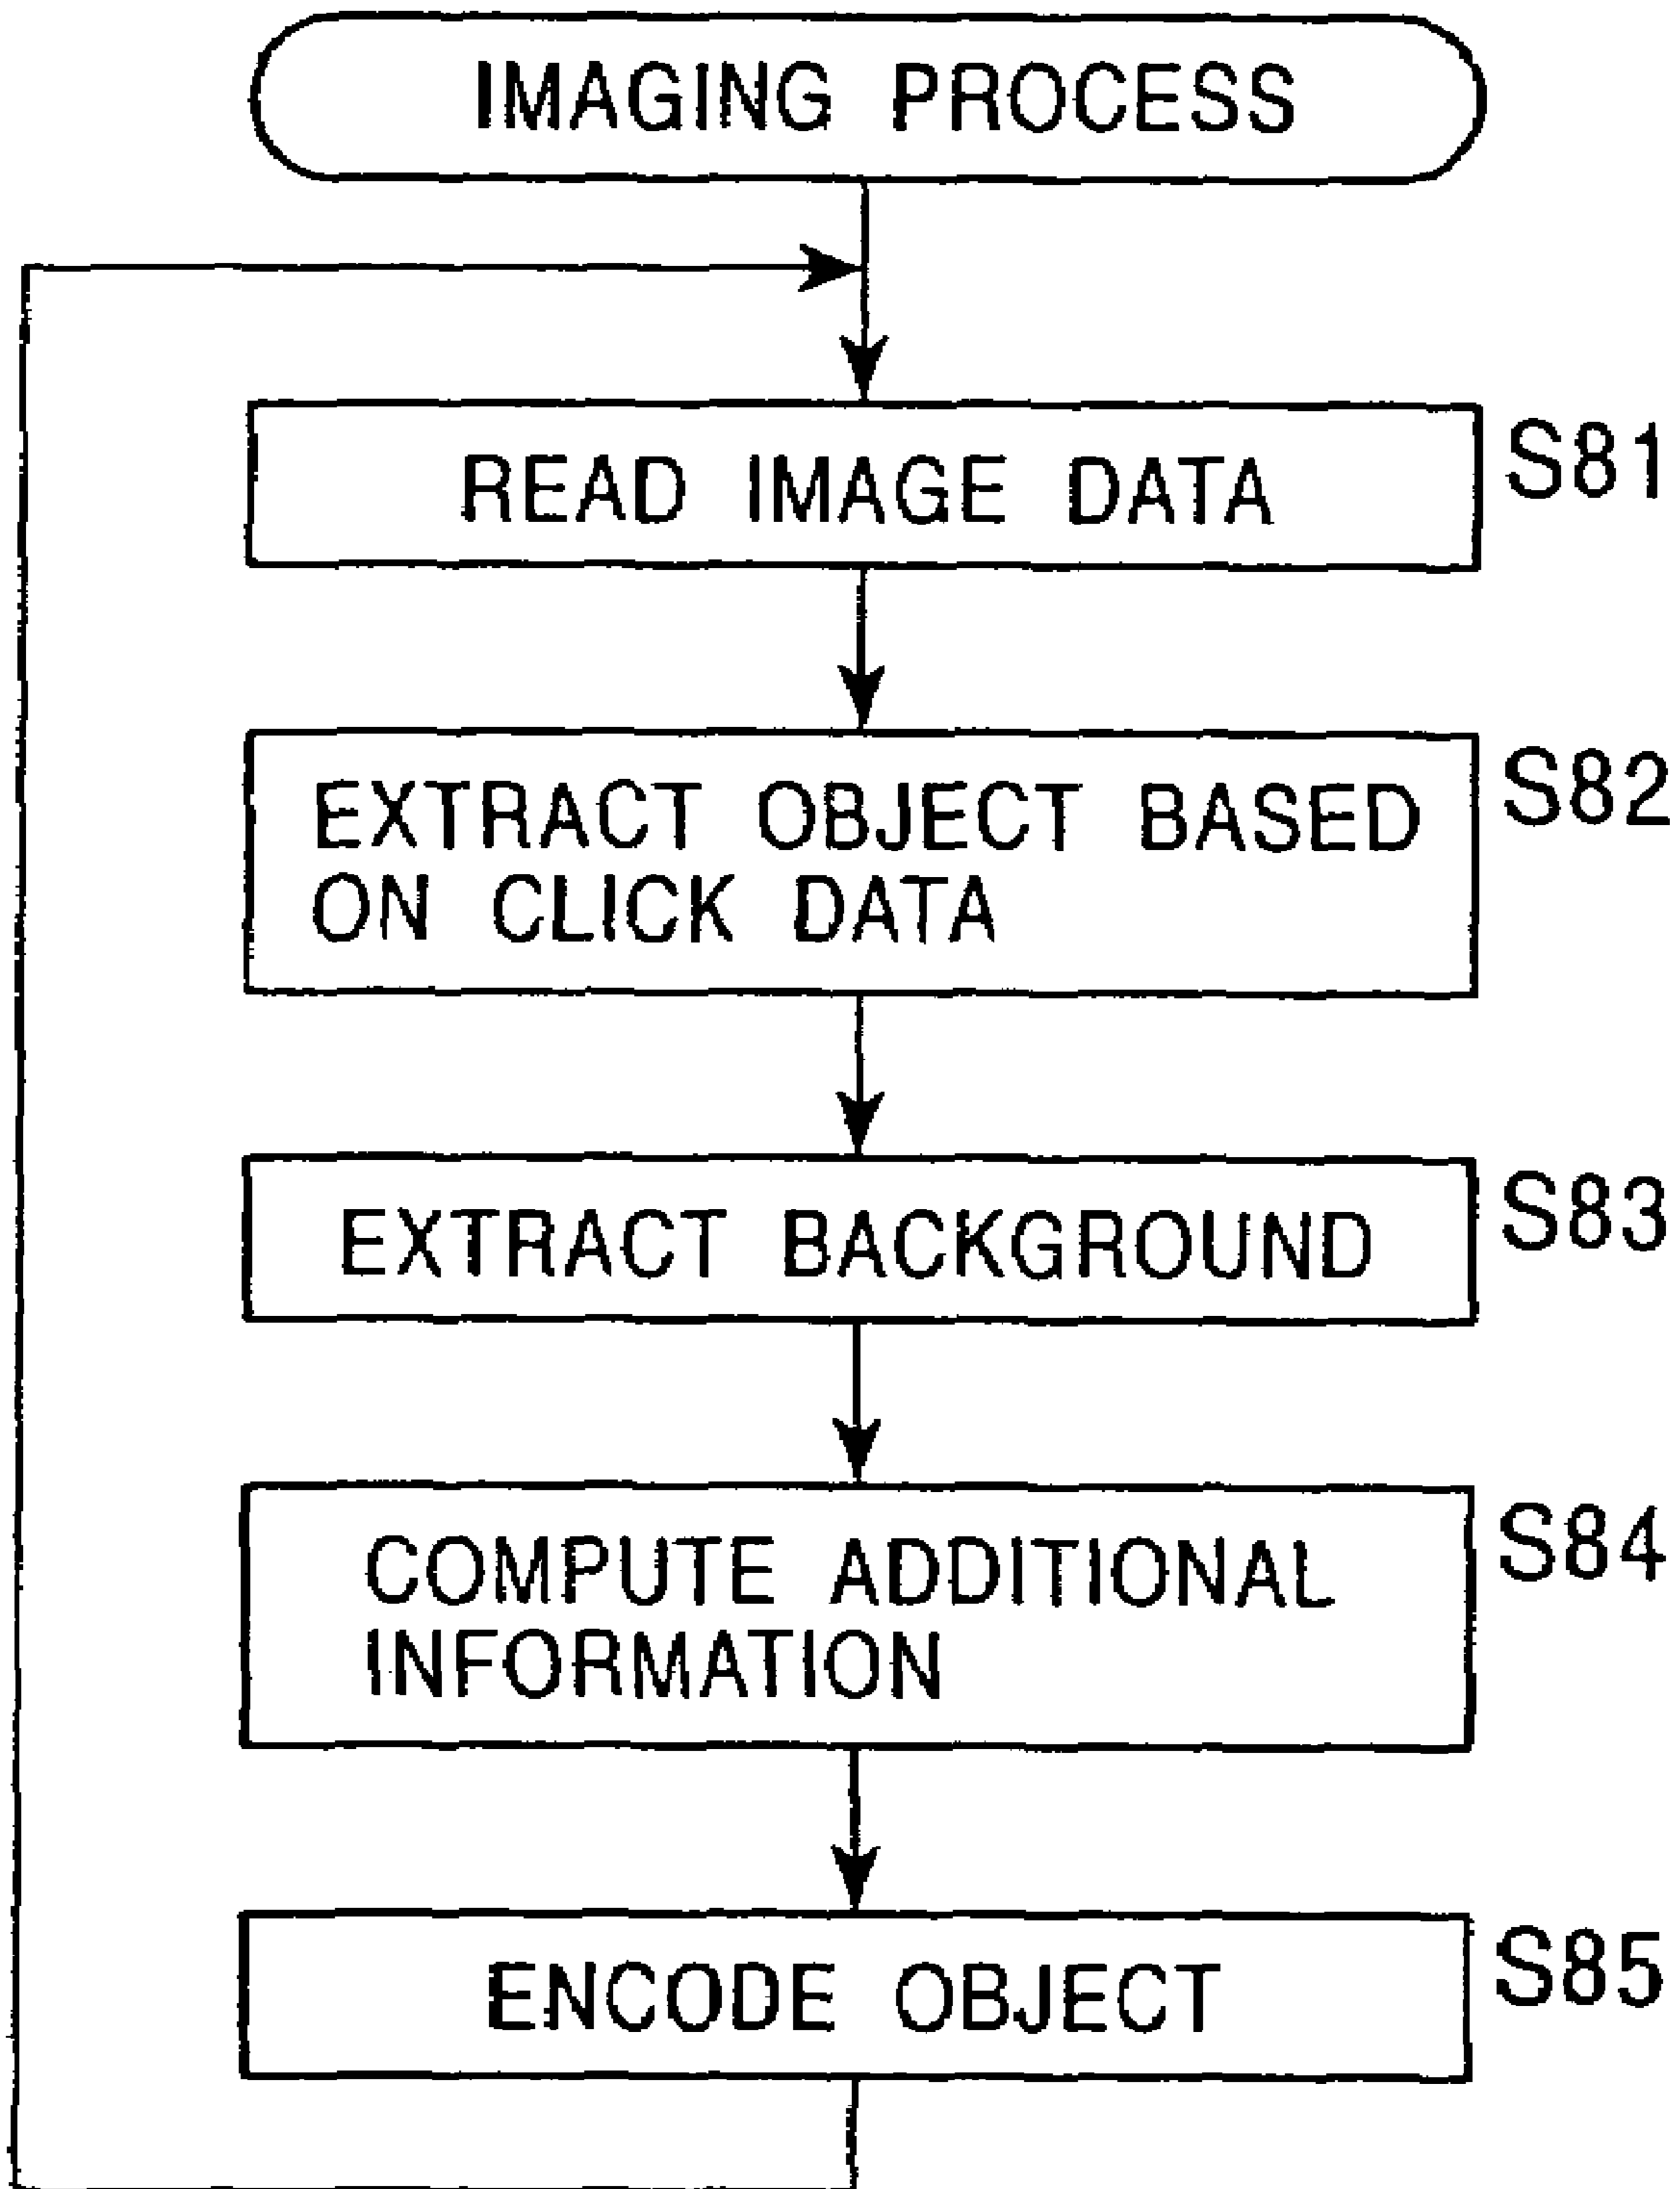 IMAGING PROCESS
READ IMAGE DATA
S81
EXTRACT OBJECT BASED
ON CLICK DATA
S82
EXTRACT BACKGROUND
S83
COMPUTE ADDITIONAL
INFORMATION
S84
ENCODE OBJECT
S85